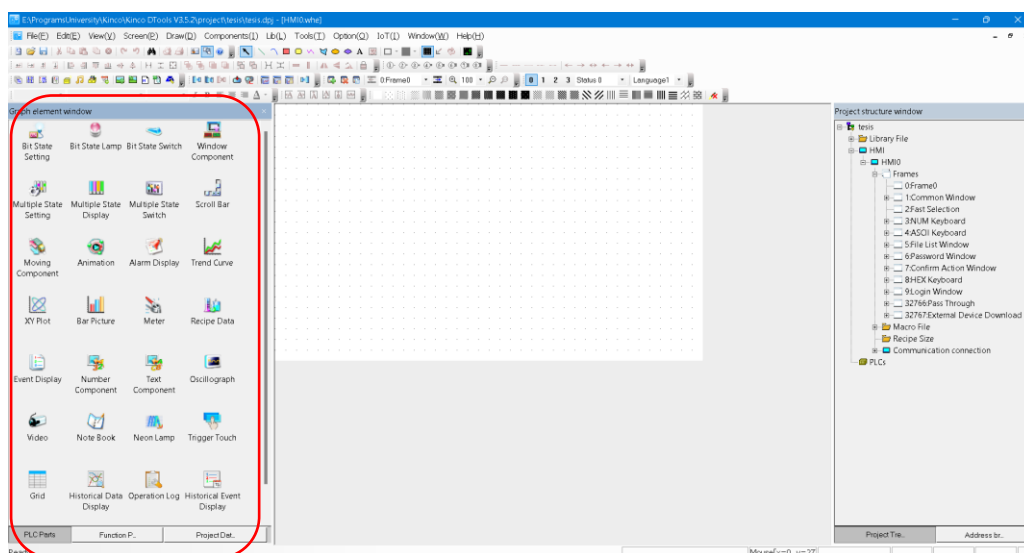 E:\ProgramsUniversity\Kinco\Kinco DTools V3.5.2\project\tesis\tesis.dpj - [HMI0.whe]
File(F) Edit(E) View(V) Screen(P) Draw(D) Components(1) Lib(L) Tools(T) Option(O) IoT(I) Window(W) Help(H)
0.Frame0 100 0 1 2 3 Status 0 Language1
Graph element window
Bit State Setting
Bit State Lamp
Bit State Switch
Window Component
Multiple State Setting
Multiple State Display
Multiple State Switch
Scroll Bar
Moving Component
Animation
Alarm Display
Trend Curve
XY Plot
Bar Picture
Meter
Recipe Data
Event Display
Number Component
Text Component
Oscillograph
Video
Note Book
Neon Lamp
Trigger Touch
Grid
Historical Data Display
Operation Log
Historical Event Display
PLC Parts
Function P..
Project Dat..
Project structure window
tesis
Library File
HMI
HMI0
Frames
0:Frame0
1:Common Window
2:Fast Selection
3:NUM Keyboard
4:ASCII Keyboard
5:File List Window
6:Password Window
7:Confirm Action Window
8:HEX Keyboard
9:Login Window
32766:Pass Through
32767:External Device Download
Macro File
Recipe Size
Communication connection
PLCs
Project Tre..
Address br..